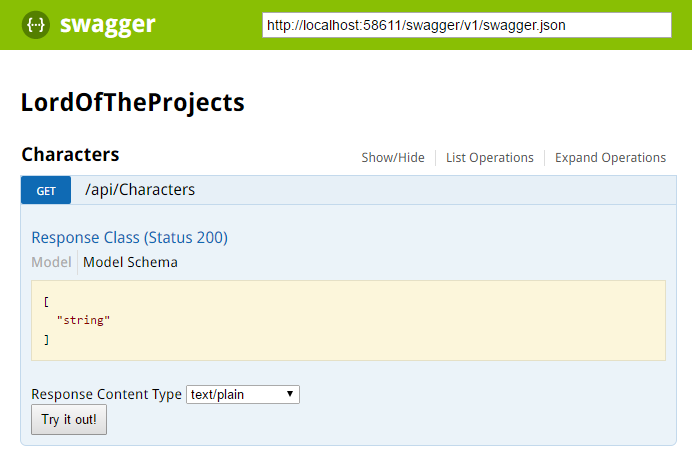 {···} swagger http://localhost:58611/swagger/v1/swagger.json
LordOfTheProjects
Characters Show/Hide List Operations Expand Operations
GET /api/Characters
Response Class (Status 200)
Model Model Schema
[
"string"
]
Response Content Type text/plain
Try it out!